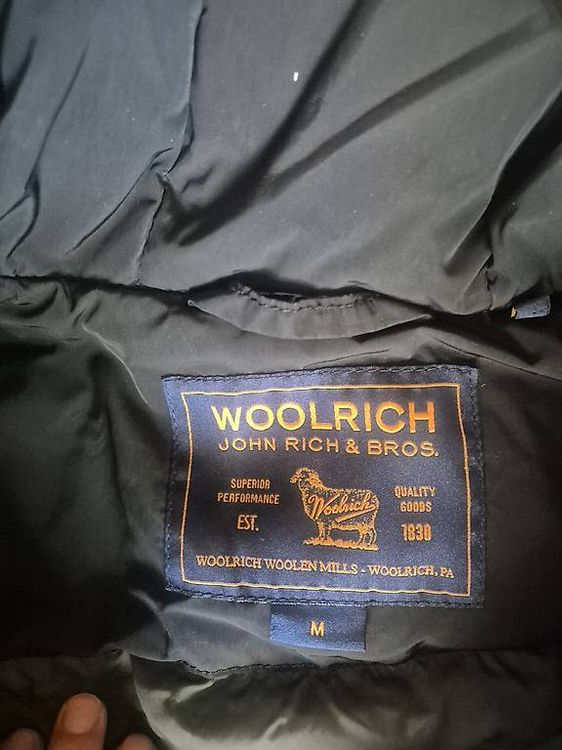 WOOLRICH
JOHN RICH & BROS.
SUPERIOR
PERFORMANCE
EST.
Woolrich
QUALITY
GOODS
1830
WOOLRICH WOOLEN MILLS - WOOLRICH, PA
M